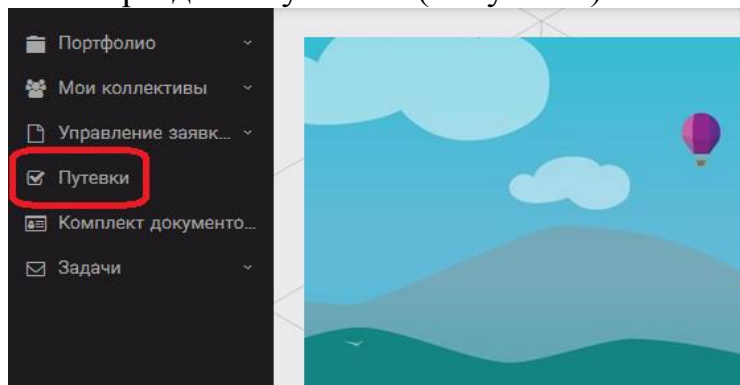 Портфолио
Мои коллективы
Управление заявк...
Путевки
Комплект документо...
Задачи